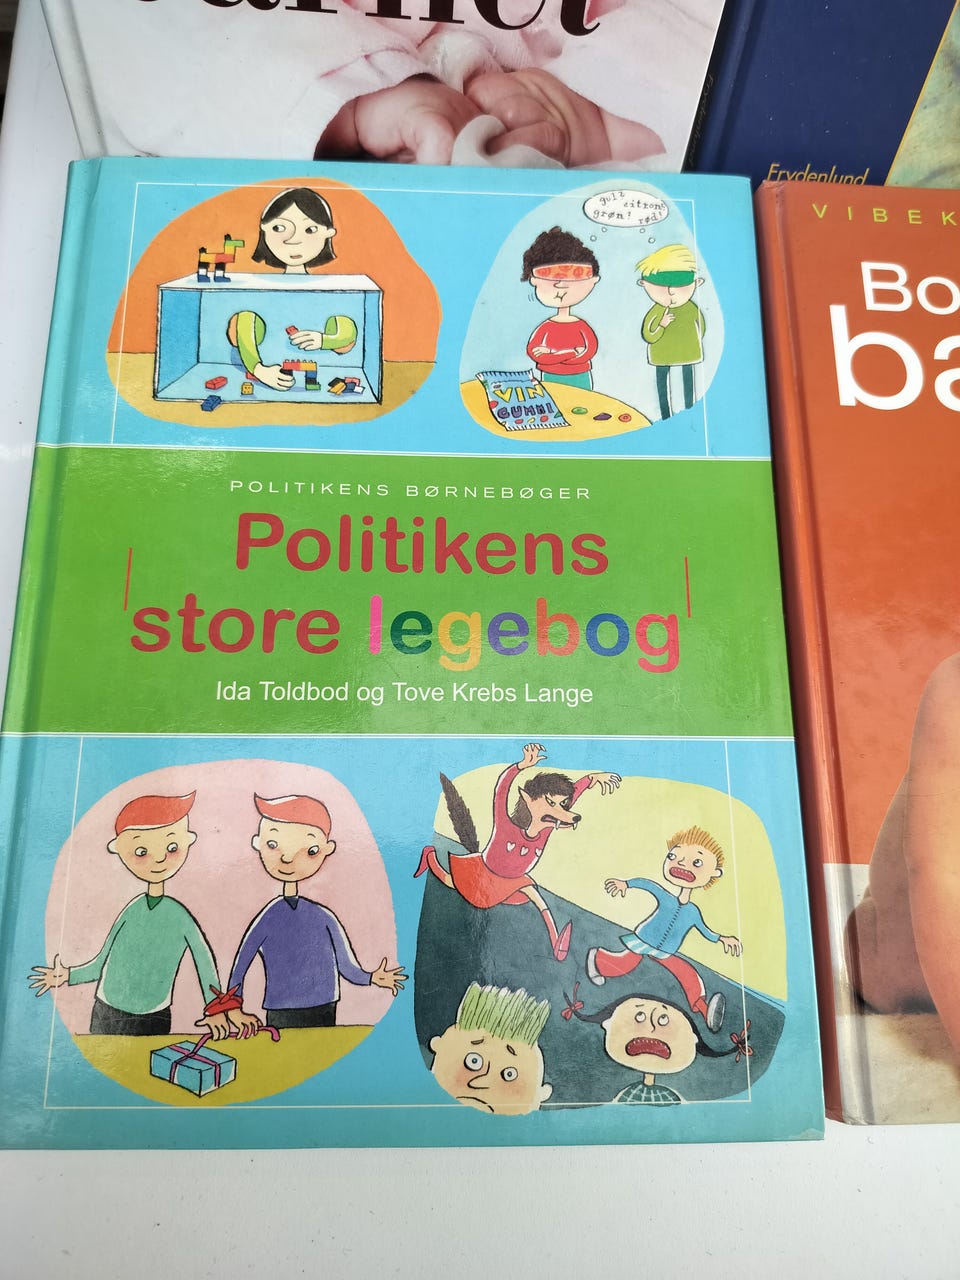 Frydenlund
VIBEK
Bo
ba
gul?
citron?
grøn? rød!
VIN
GUMMI
POLITIKENS BØRNEBØGER
Politikens
store legebog
Ida Toldbod og Tove Krebs Lange